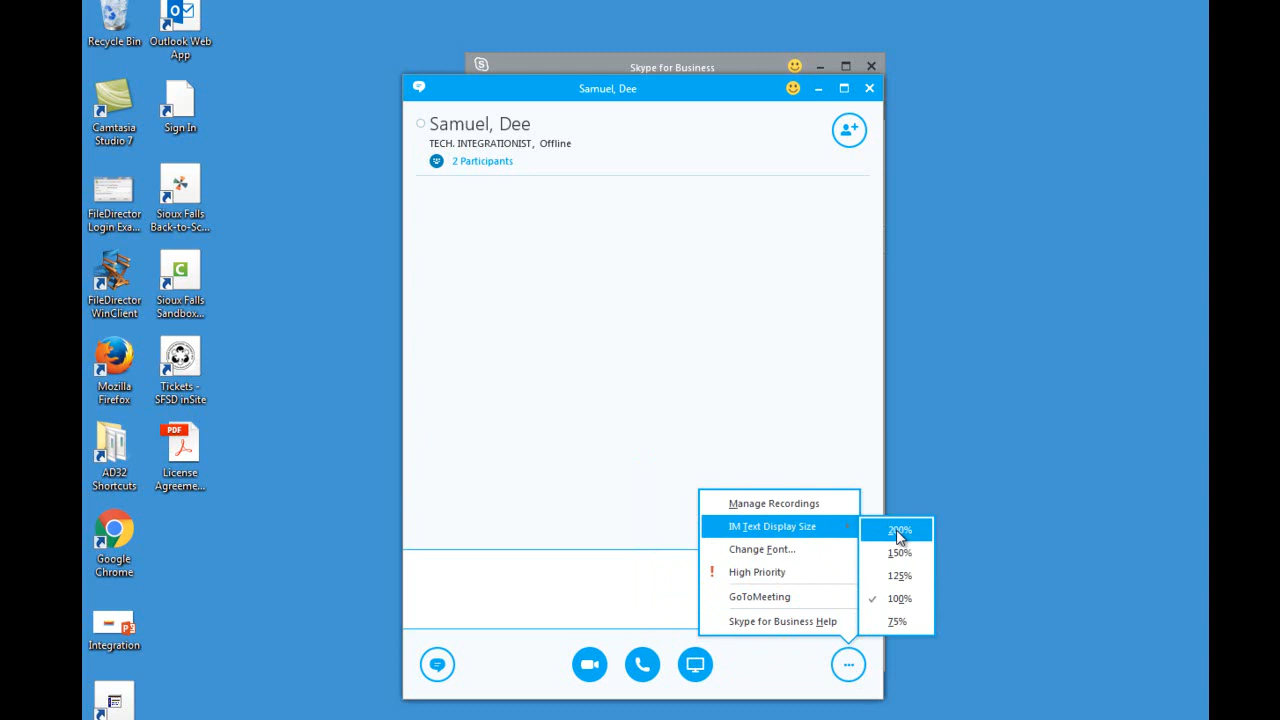 Recycle Bin
Outlook Web
App
Camtasia
Studio 7
Sign In
FileDirector
Login Exa...
Sioux Falls
Back-to-Sc...
FileDirector
WinClient
Sioux Falls
Sandbox...
Mozilla
Firefox
Tickets -
SFSD inSite
AD32
Shortcuts
PDF
License
Agreeme...
Google
Chrome
Integration
Skype for Business
Samuel, Dee
Samuel, Dee
TECH. INTEGRATIONIST, Offline
2 Participants
Manage Recordings
IM Text Display Size
Change Font...
High Priority
GoToMeeting
Skype for Business Help
200%
150%
125%
100%
75%